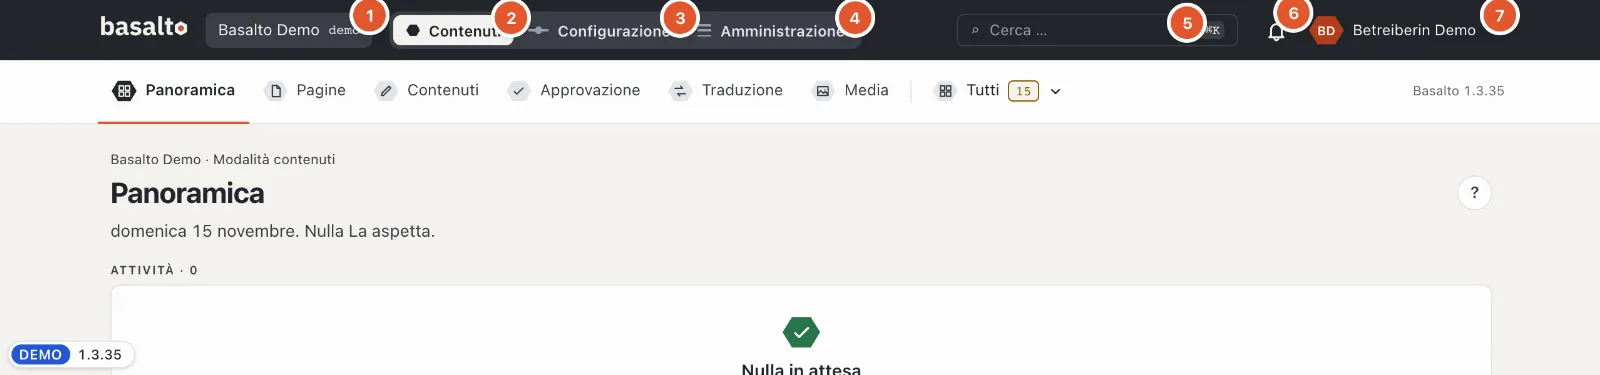 basalto Basalto Demo demo 1 Contenuti 2 Configurazione 3 Amministrazione 4 Cerca ... 5 ⌘K 6 BD Betreiberin Demo 7
Panoramica Pagine Contenuti Approvazione Traduzione Media Tutti 15 Basalto 1.3.35
Basalto Demo · Modalità contenuti
Panoramica
?
domenica 15 novembre. Nulla La aspetta.
ATTIVITÀ · 0
DEMO 1.3.35
Nulla in attesa